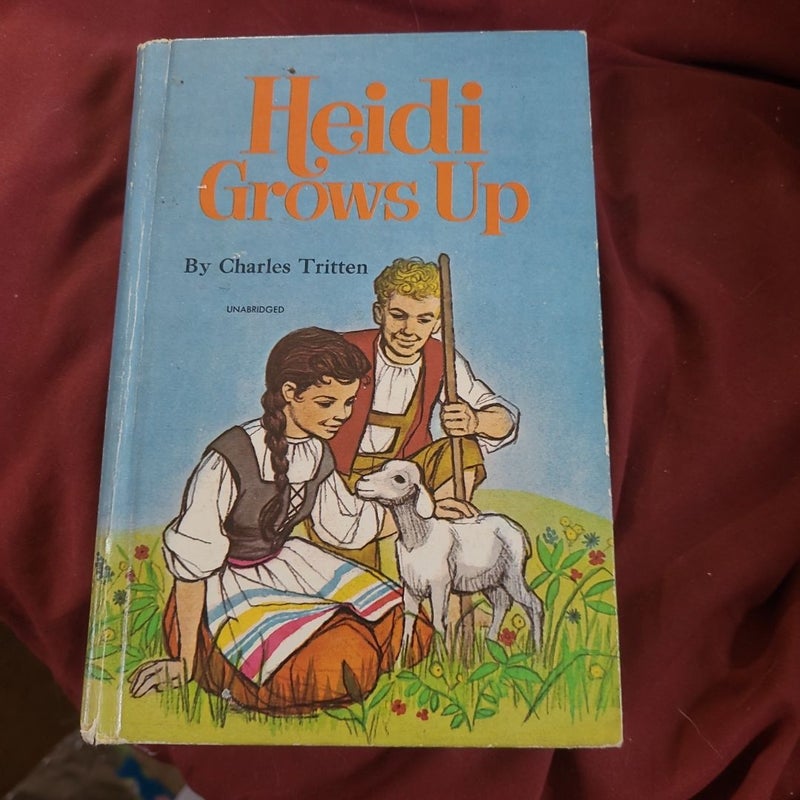 Heidi
Grows Up
By Charles Tritten
UNABRIDGED